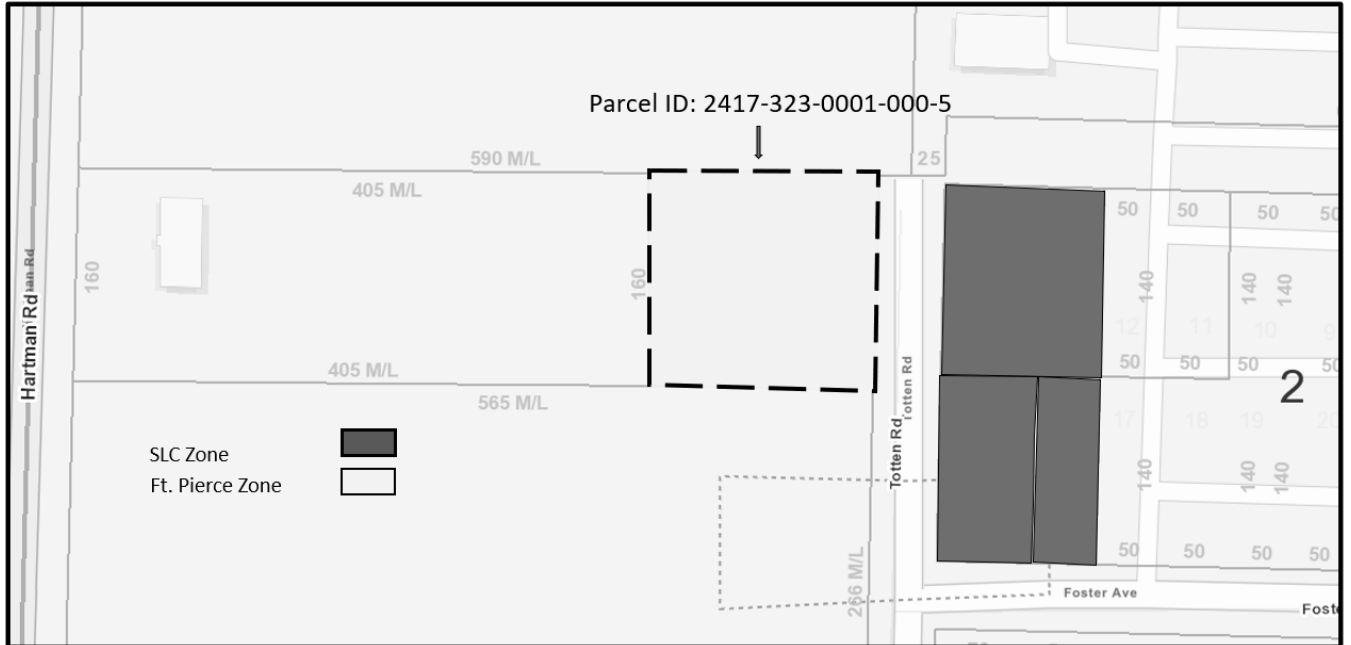 Parcel ID: 2417-323-0001-000-5
590 M/L
25
405 M/L
50 50 50 50
160
160
140 140 140
Hartman Rd
12 11 10 9
405 M/L
50 50 50 50
565 M/L
Totten Rd
Totten Rd
2
17 18 19 20
SLC Zone
Ft. Pierce Zone
140 140 140
50 50 50 50
266 M/L
Foster Ave